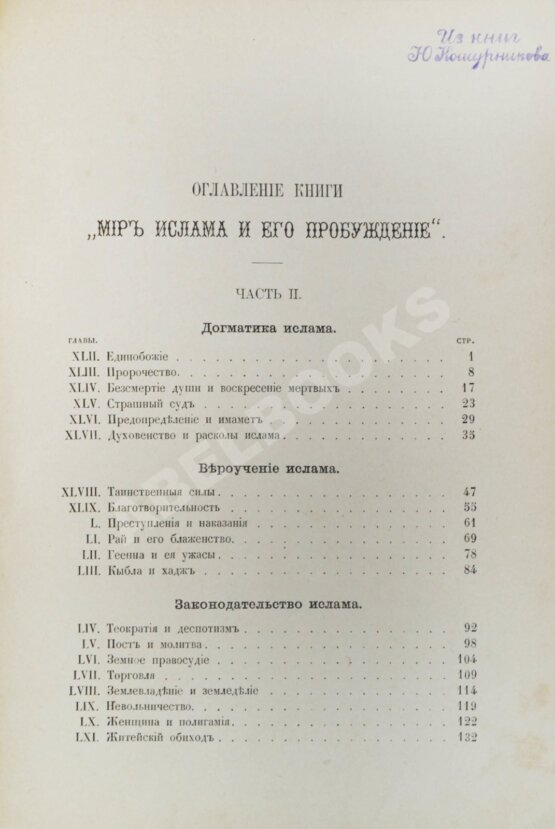 Из книг
Ю Кошурникова
ОГЛАВЛЕНІЕ КНИГИ
„МІРЪ ИСЛАМА И ЕГО ПРОБУЖДЕНІЕ“.
ЧАСТЬ II.
Догматика ислама.
ГЛАВЫ. СТР.
XLII. Единобожіе 1
XLIII. Пророчество. 8
XLIV. Безсмертіе души и воскресеніе мертвыхъ 17
XLV. Страшный судъ 23
XLVI. Предопредѣленіе и имаметъ 29
XLVII. Духовенство и расколы ислама 35
Вѣроученіе ислама.
XLVIII. Таинственныя силы 47
XLIX. Благотворительность 55
L. Преступленія и наказанія 61
LI. Рай и его блаженство. 69
LII. Геенна и ея ужасы 78
LIII. Кыбла и хаджъ 84
Законодательство ислама.
LIV. Теократія и деспотизмъ 92
LV. Постъ и молитва 98
LVI. Земное правосудіе 104
LVII. Торговля 109
LVIII. Землевладѣніе и земледѣліе 114
LIX. Невольничество. 119
LX. Женщина и полигамія. 122
LXI. Житейскій обиходъ 132
BELBOOKS